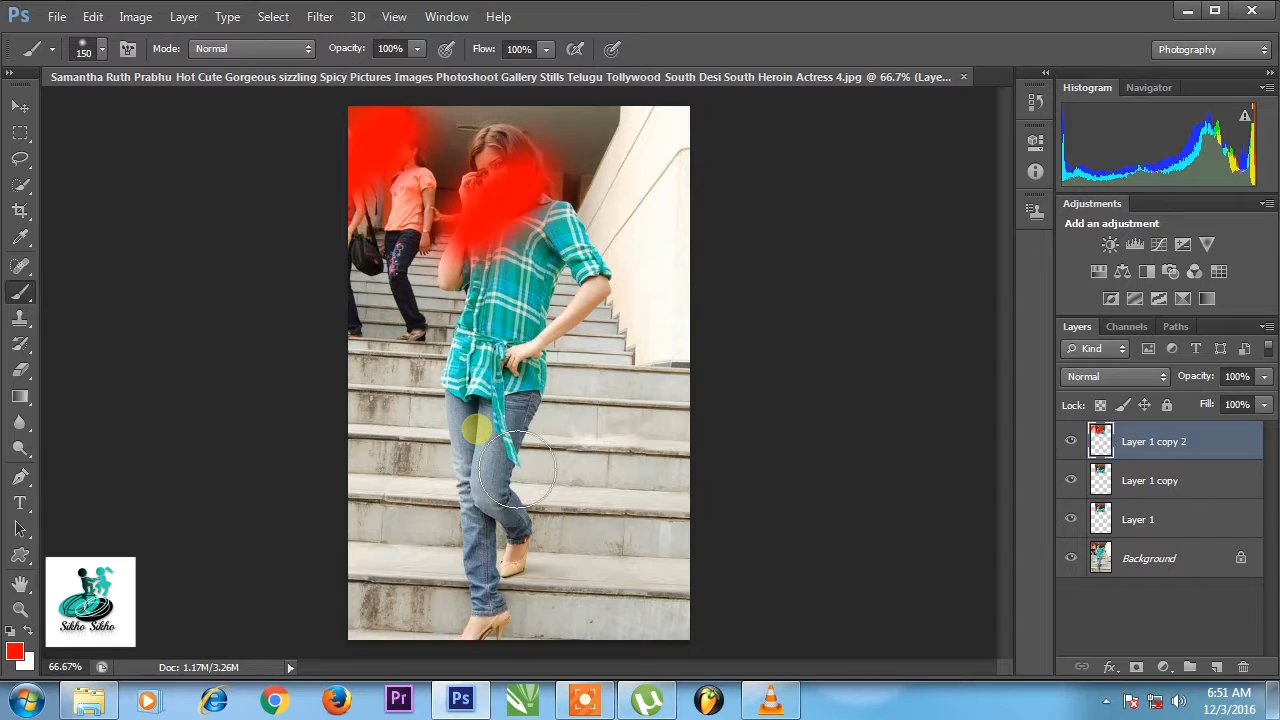 Ps File Edit Image Layer Type Select Filter 3D View Window Help
150 Mode: Normal Opacity: 100% Flow: 100% Photography
Samantha Ruth Prabhu Hot Cute Gorgeous sizzling Spicy Pictures Images Photoshoot Gallery Stills Telugu Tollywood South Desi South Heroin Actress 4.jpg @ 66.7% (Laye...
Histogram Navigator
Adjustments
Add an adjustment
Layers Channels Paths
Kind
Normal Opacity: 100%
Lock: Fill: 100%
Layer 1 copy 2
Layer 1 copy
Layer 1
Background
Sikho Sikho
66.67% Doc: 1.17M/3.26M
Pr Ps
6:51 AM
12/3/2016